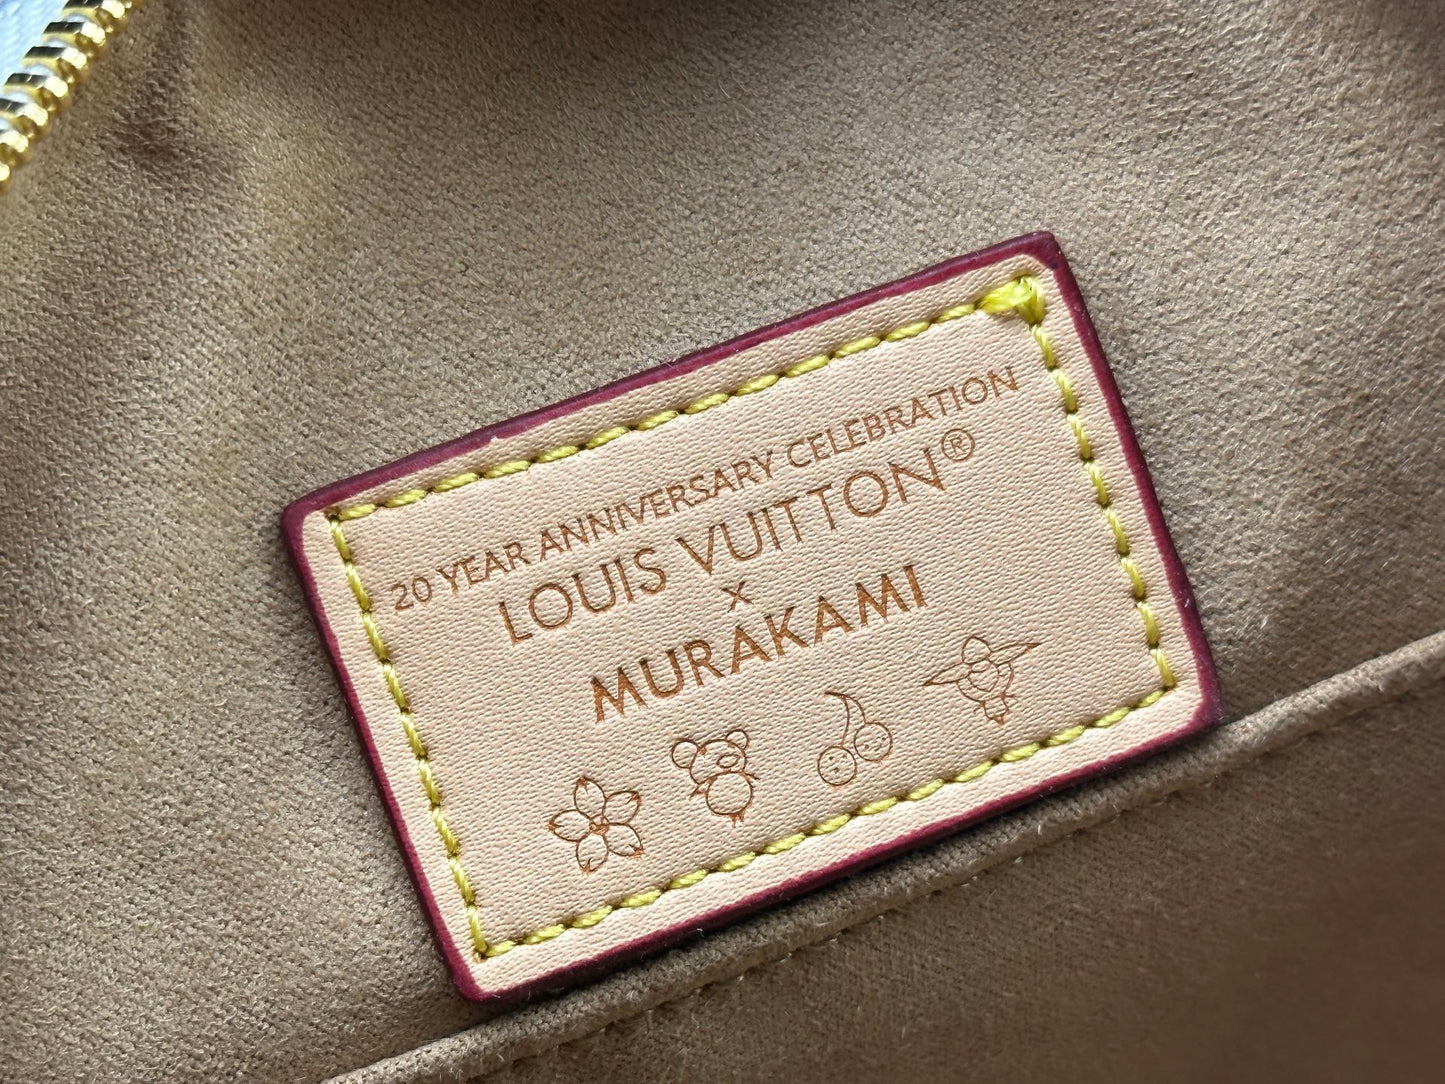 20 YEAR ANNIVERSARY CELEBRATION
LOUIS VUITTON®
×
MURAKAMI